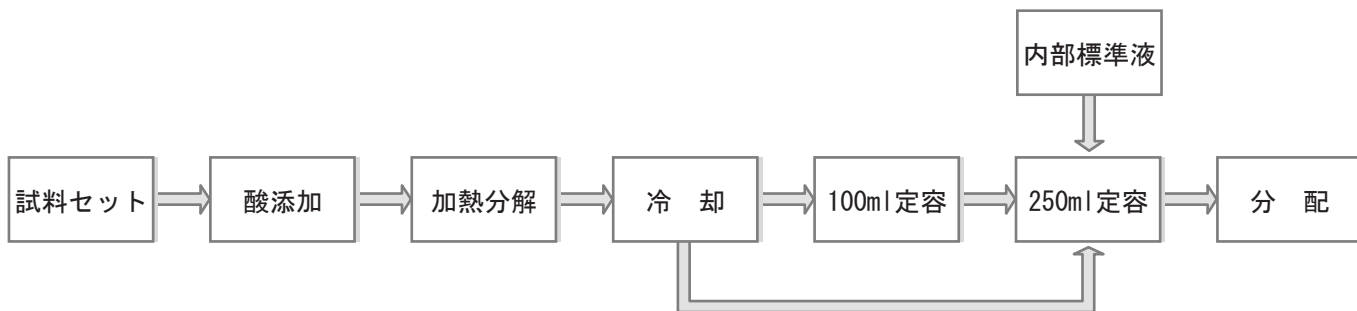 内部標準液
試料セット
酸添加
加熱分解
冷　却
100ml定容
250ml定容
分　配